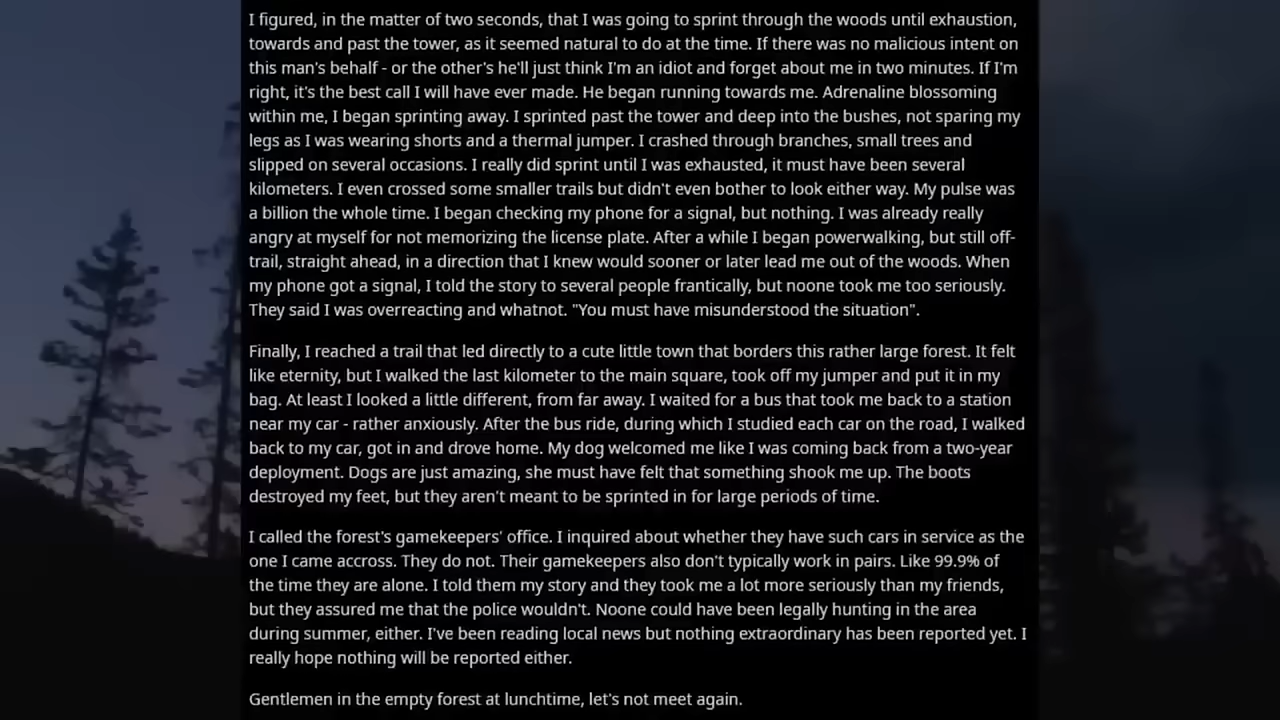 I figured, in the matter of two seconds, that I was going to sprint through the woods until exhaustion,
towards and past the tower, as it seemed natural to do at the time. If there was no malicious intent on
this man's behalf - or the other's he'll just think I'm an idiot and forget about me in two minutes. If I'm
right, it's the best call I will have ever made. He began running towards me. Adrenaline blossoming
within me, I began sprinting away. I sprinted past the tower and deep into the bushes, not sparing my
legs as I was wearing shorts and a thermal jumper. I crashed through branches, small trees and
slipped on several occasions. I really did sprint until I was exhausted, it must have been several
kilometers. I even crossed some smaller trails but didn't even bother to look either way. My pulse was
a billion the whole time. I began checking my phone for a signal, but nothing. I was already really
angry at myself for not memorizing the license plate. After a while I began powerwalking, but still off-
trail, straight ahead, in a direction that I knew would sooner or later lead me out of the woods. When
my phone got a signal, I told the story to several people frantically, but noone took me too seriously.
They said I was overreacting and whatnot. "You must have misunderstood the situation".
Finally, I reached a trail that led directly to a cute little town that borders this rather large forest. It felt
like eternity, but I walked the last kilometer to the main square, took off my jumper and put it in my
bag. At least I looked a little different, from far away. I waited for a bus that took me back to a station
near my car - rather anxiously. After the bus ride, during which I studied each car on the road, I walked
back to my car, got in and drove home. My dog welcomed me like I was coming back from a two-year
deployment. Dogs are just amazing, she must have felt that something shook me up. The boots
destroyed my feet, but they aren't meant to be sprinted in for large periods of time.
I called the forest's gamekeepers' office. I inquired about whether they have such cars in service as the
one I came accross. They do not. Their gamekeepers also don't typically work in pairs. Like 99.9% of
the time they are alone. I told them my story and they took me a lot more seriously than my friends,
but they assured me that the police wouldn't. Noone could have been legally hunting in the area
during summer, either. I've been reading local news but nothing extraordinary has been reported yet. I
really hope nothing will be reported either.
Gentlemen in the empty forest at lunchtime, let's not meet again.